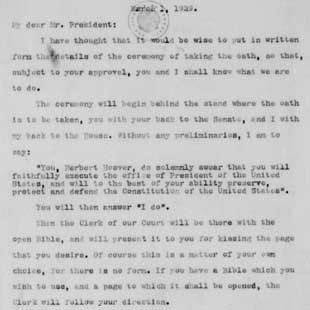 March 1, 1929.
My dear Mr. President:
I have thought that it would be wise to put in written
form the details of the ceremony of taking the oath, so that,
subject to your approval, you and I shall know what we are
to do.
The ceremony will begin behind the stand where the oath
is to be taken, you with your back to the Senate, and I with
my back to the House. Without any preliminaries, I am to
say:
"You, Herbert Hoover, do solemnly swear that you will
faithfully execute the office of President of the United
States, and will to the best of your ability preserve,
protect and defend the Constitution of the United States".
You will then answer "I do".
Then the Clerk of our Court will be there with the
open Bible, and will present it to you for kissing the page
that you desire. Of course this is a matter of your own
choice, for there is no form. if you have a Bible which you
wish to use, and a page to which it shall be opened, the
Clerk will follow your direction.